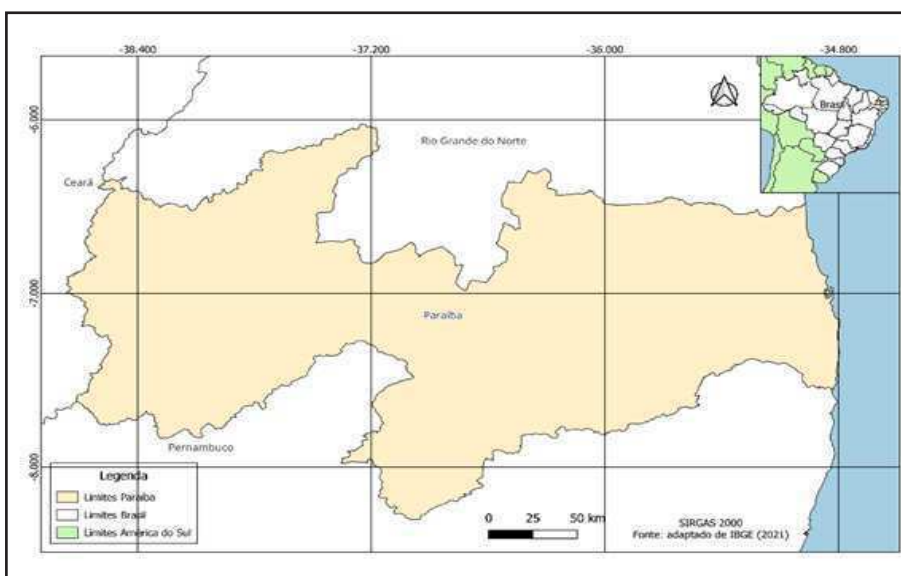 -38.400 -37.200 -36.000 -34.800
Brasil
-6.000
Rio Grande do Norte
Ceará
-7.000
Paraíba
Pernambuco
-8.000
Legenda
Limites Paraíba
Limites Brasil
Limites América do Sul
0 25 50 km
SIRGAS 2000
Fonte: adaptado de IBGE (2021)